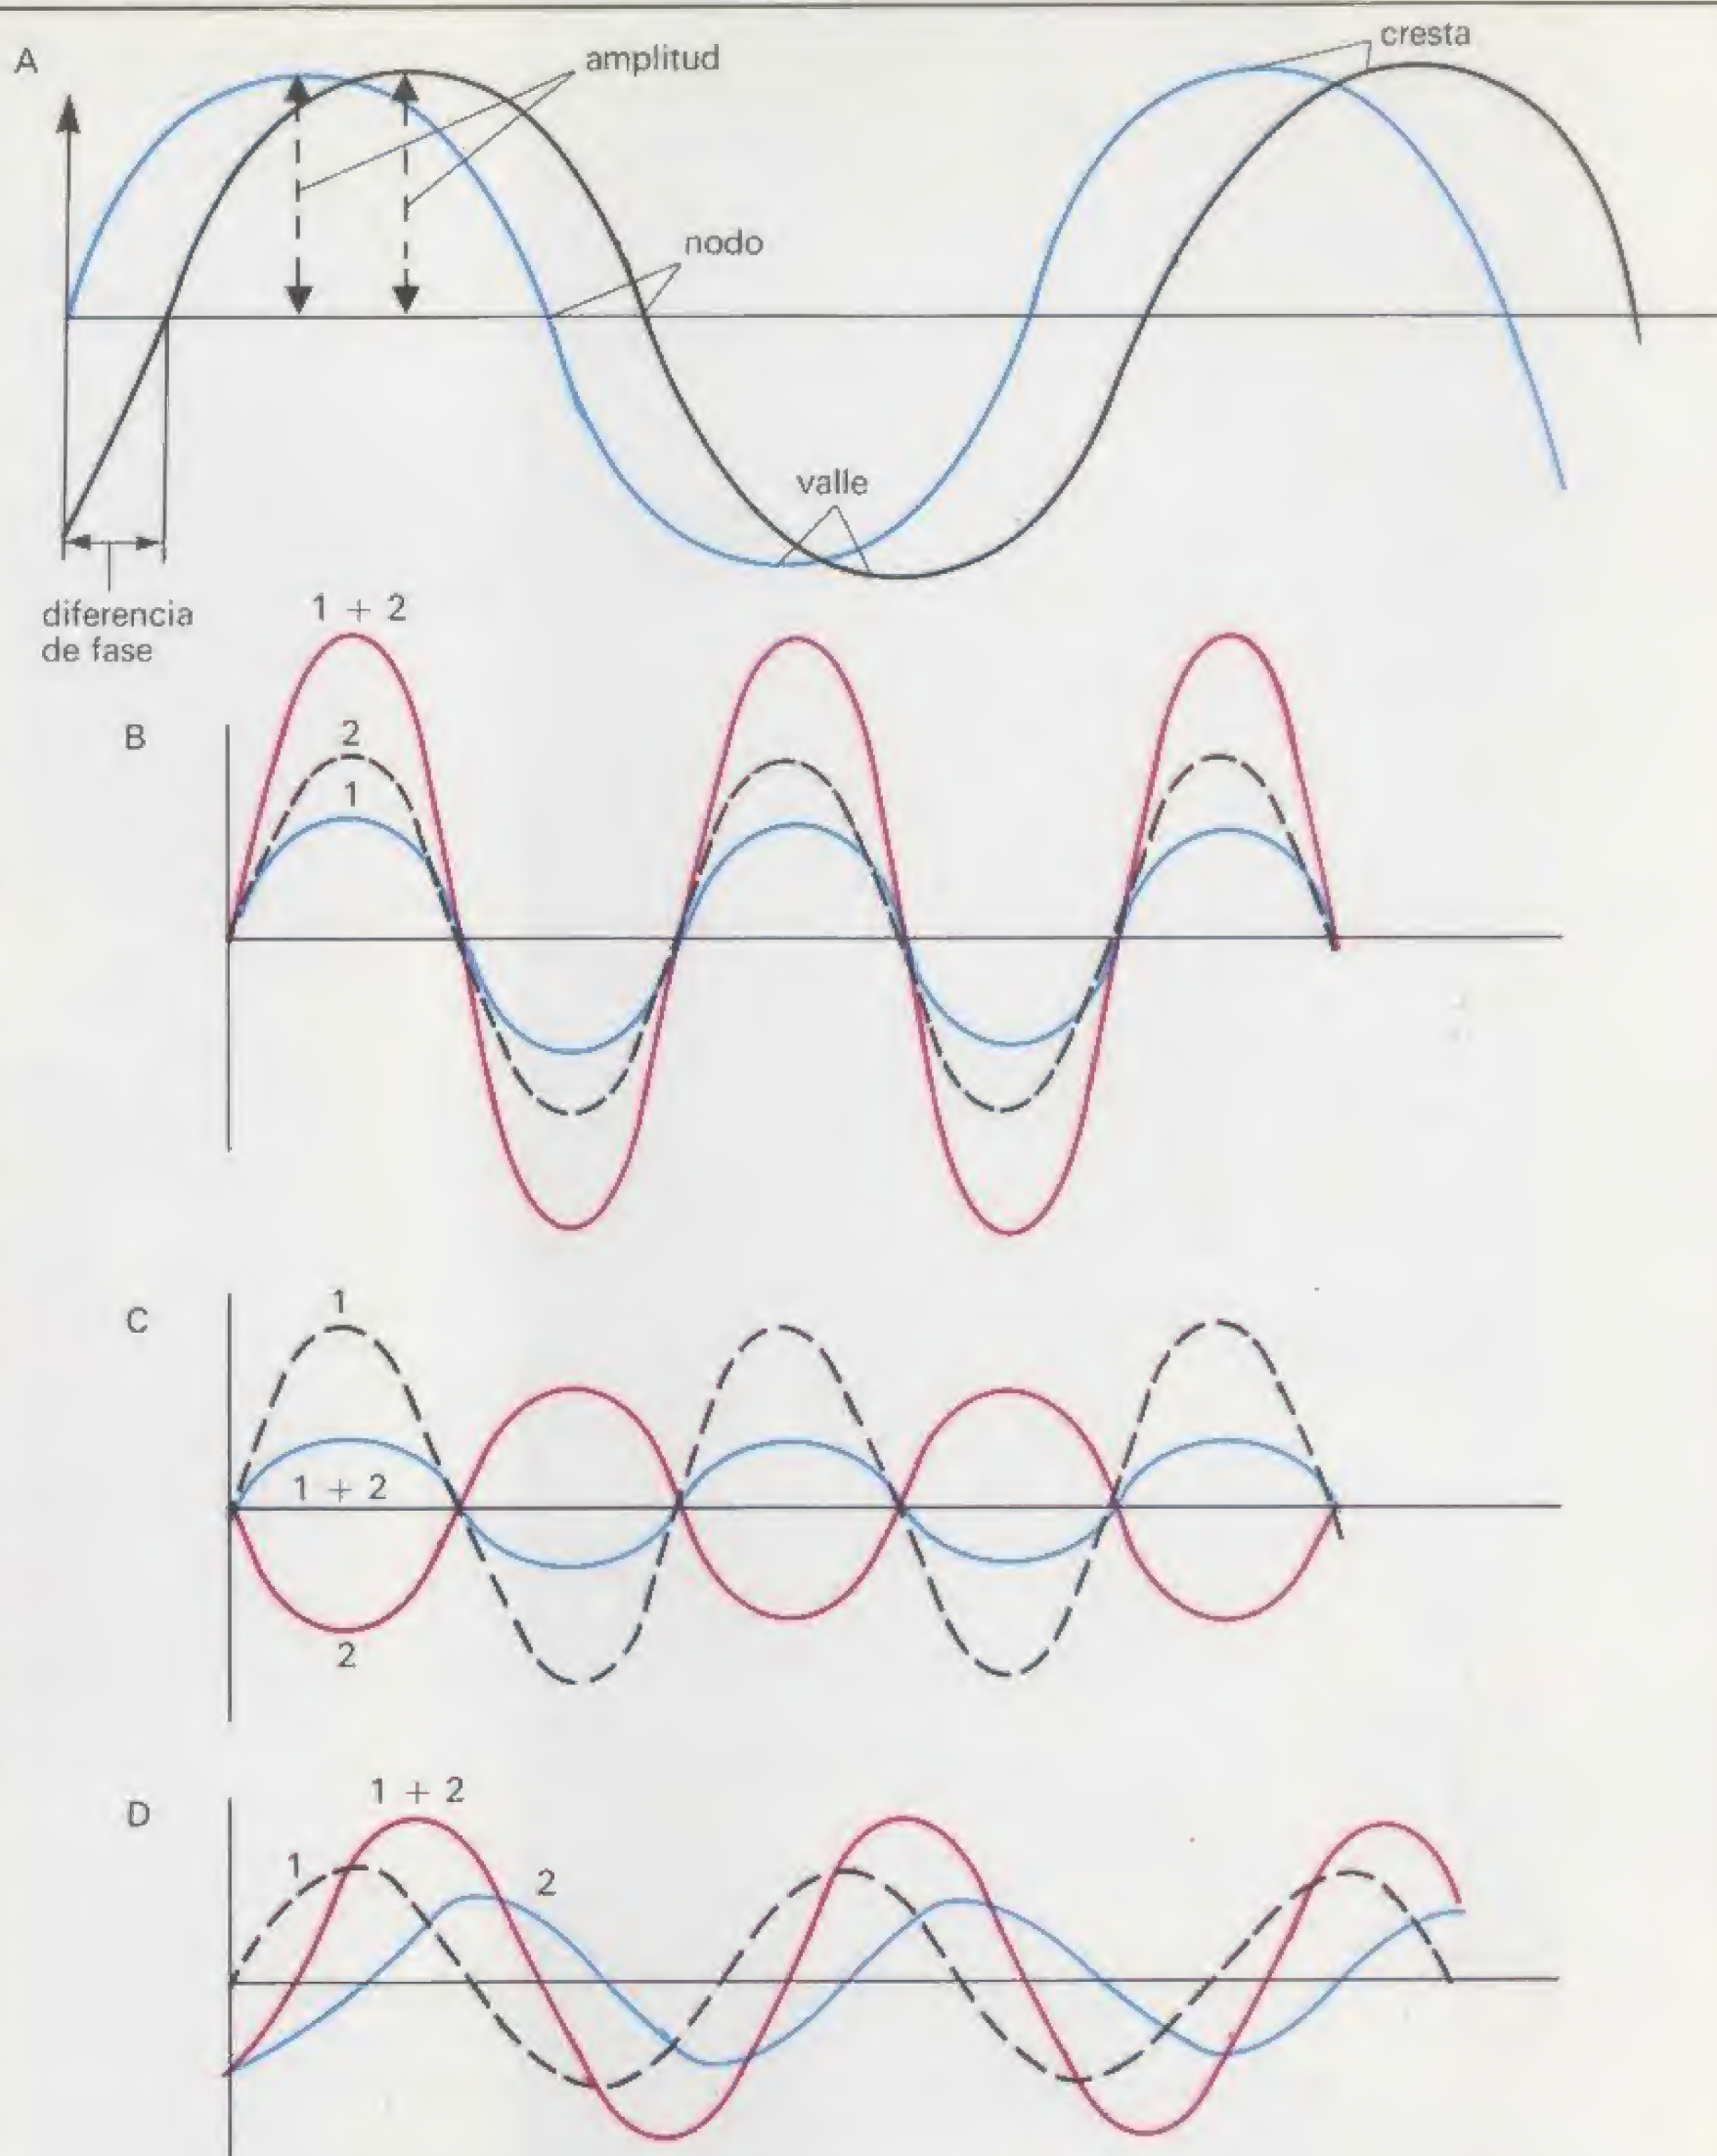 A
amplitud
cresta
nodo
valle
diferencia
de fase
1 + 2
B
2
1
C
1
1 + 2
2
D
1 + 2
1
2